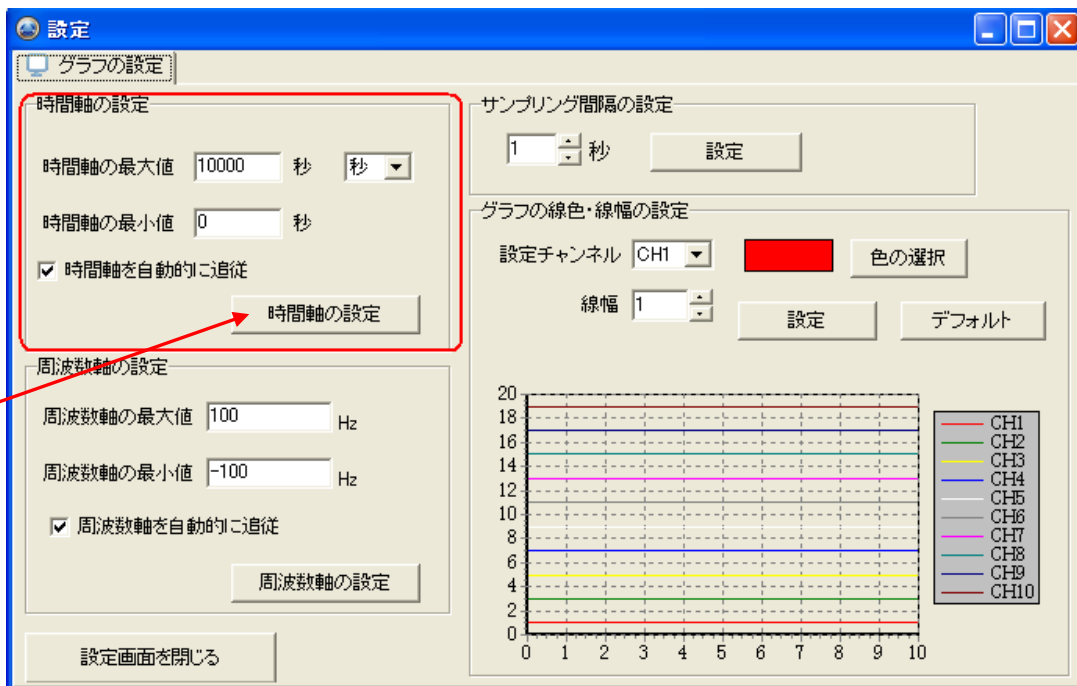 設定
グラフの設定
時間軸の設定
時間軸の最大値 10000 秒 秒
時間軸の最小値 0 秒
時間軸を自動的に追従
時間軸の設定
周波数軸の設定
周波数軸の最大値 100 Hz
周波数軸の最小値 -100 Hz
周波数軸を自動的に追従
周波数軸の設定
設定画面を閉じる
サンプリング間隔の設定
1 秒 設定
グラフの線色・線幅の設定
設定チャンネル CH1 色の選択
線幅 1 設定 デフォルト
20
18
16
14
12
10
8
6
4
2
0
0 1 2 3 4 5 6 7 8 9 10
CH1
CH2
CH3
CH4
CH5
CH6
CH7
CH8
CH9
CH10